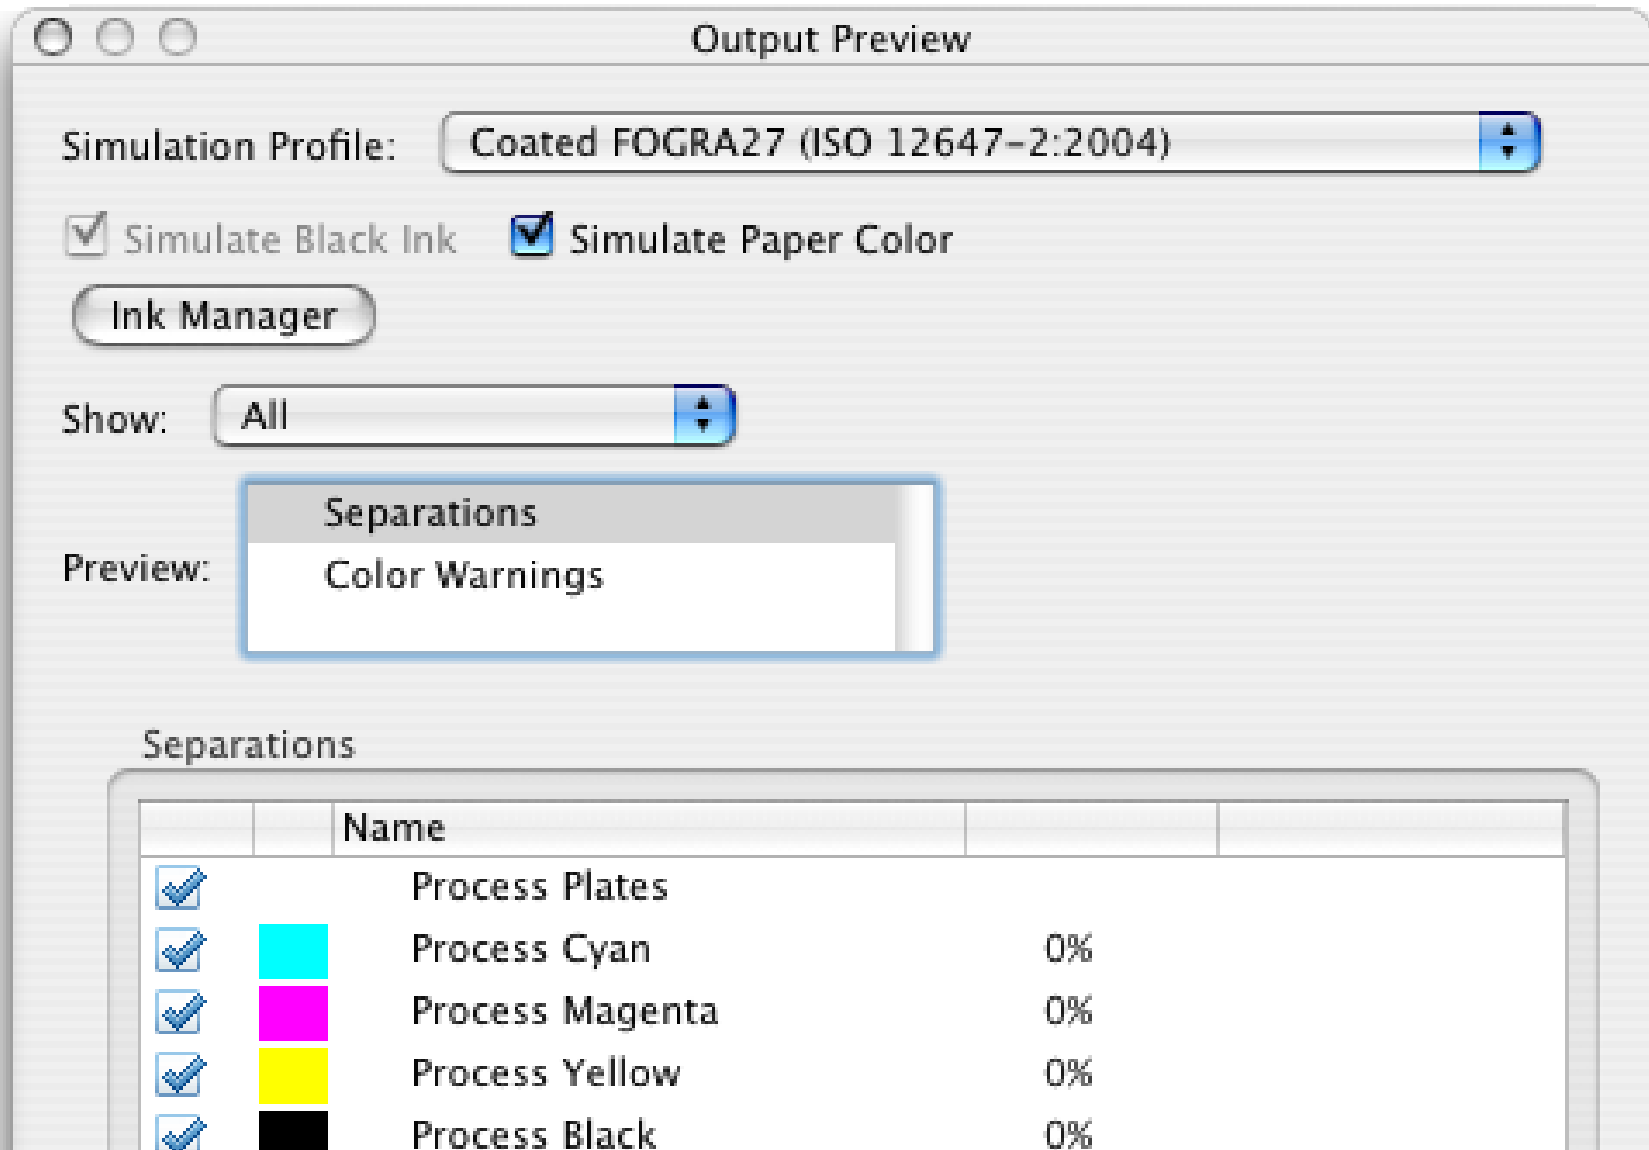 Output Preview
Simulation Profile: Coated FOGRA27 (ISO 12647-2:2004)
Simulate Black Ink Simulate Paper Color
Ink Manager
Show: All
Separations
Preview: Color Warnings
Separations
Name
Process Plates
Process Cyan 0%
Process Magenta 0%
Process Yellow 0%
Process Black 0%